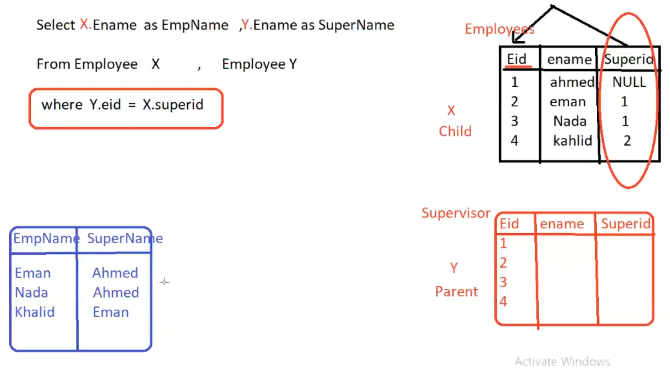 Select X.Ename as EmpName ,Y.Ename as SuperName
From Employee X , Employee Y
where Y.eid = X.superid
Employees
Eid ename Superid
1 ahmed NULL
2 eman 1
3 Nada 1
4 kahlid 2
X
Child
Supervisor
Eid ename Superid
1
2
3
4
Y
Parent
EmpName SuperName
Eman Ahmed
Nada Ahmed
Khalid Eman
Activate Windows